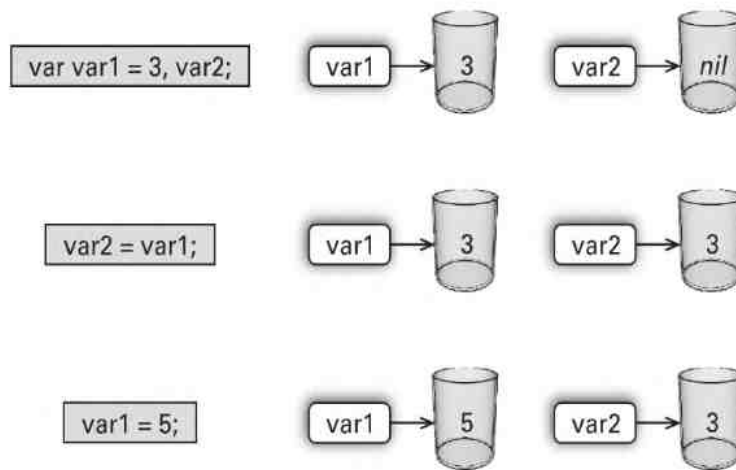 var var1 = 3, var2;
var1
3
var2
nil
var2 = var1;
var1
3
var2
3
var1 = 5;
var1
5
var2
3